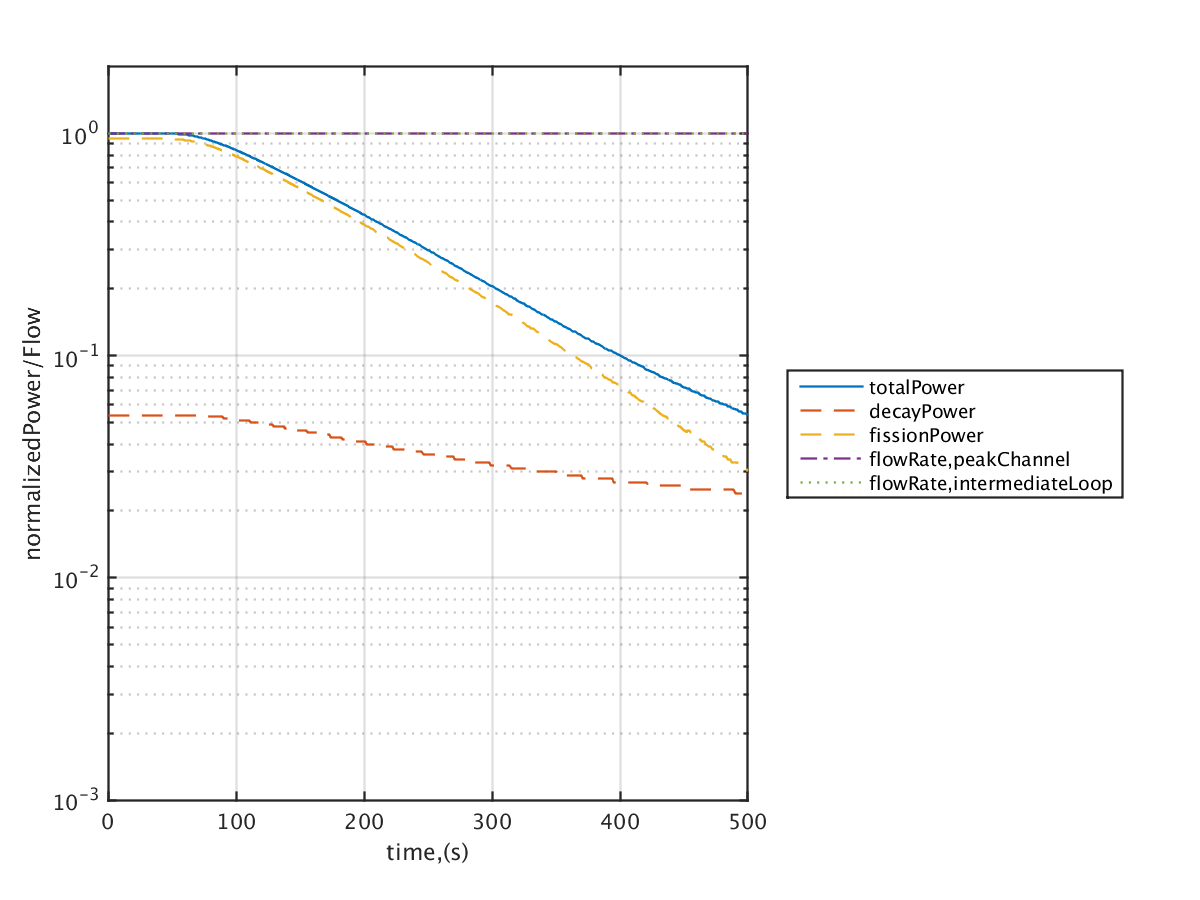 normalizedPower/Flow
10^0
10^-1
10^-2
10^-3
0 100 200 300 400 500
time,(s)
totalPower
decayPower
fissionPower
flowRate,peakChannel
flowRate,intermediateLoop